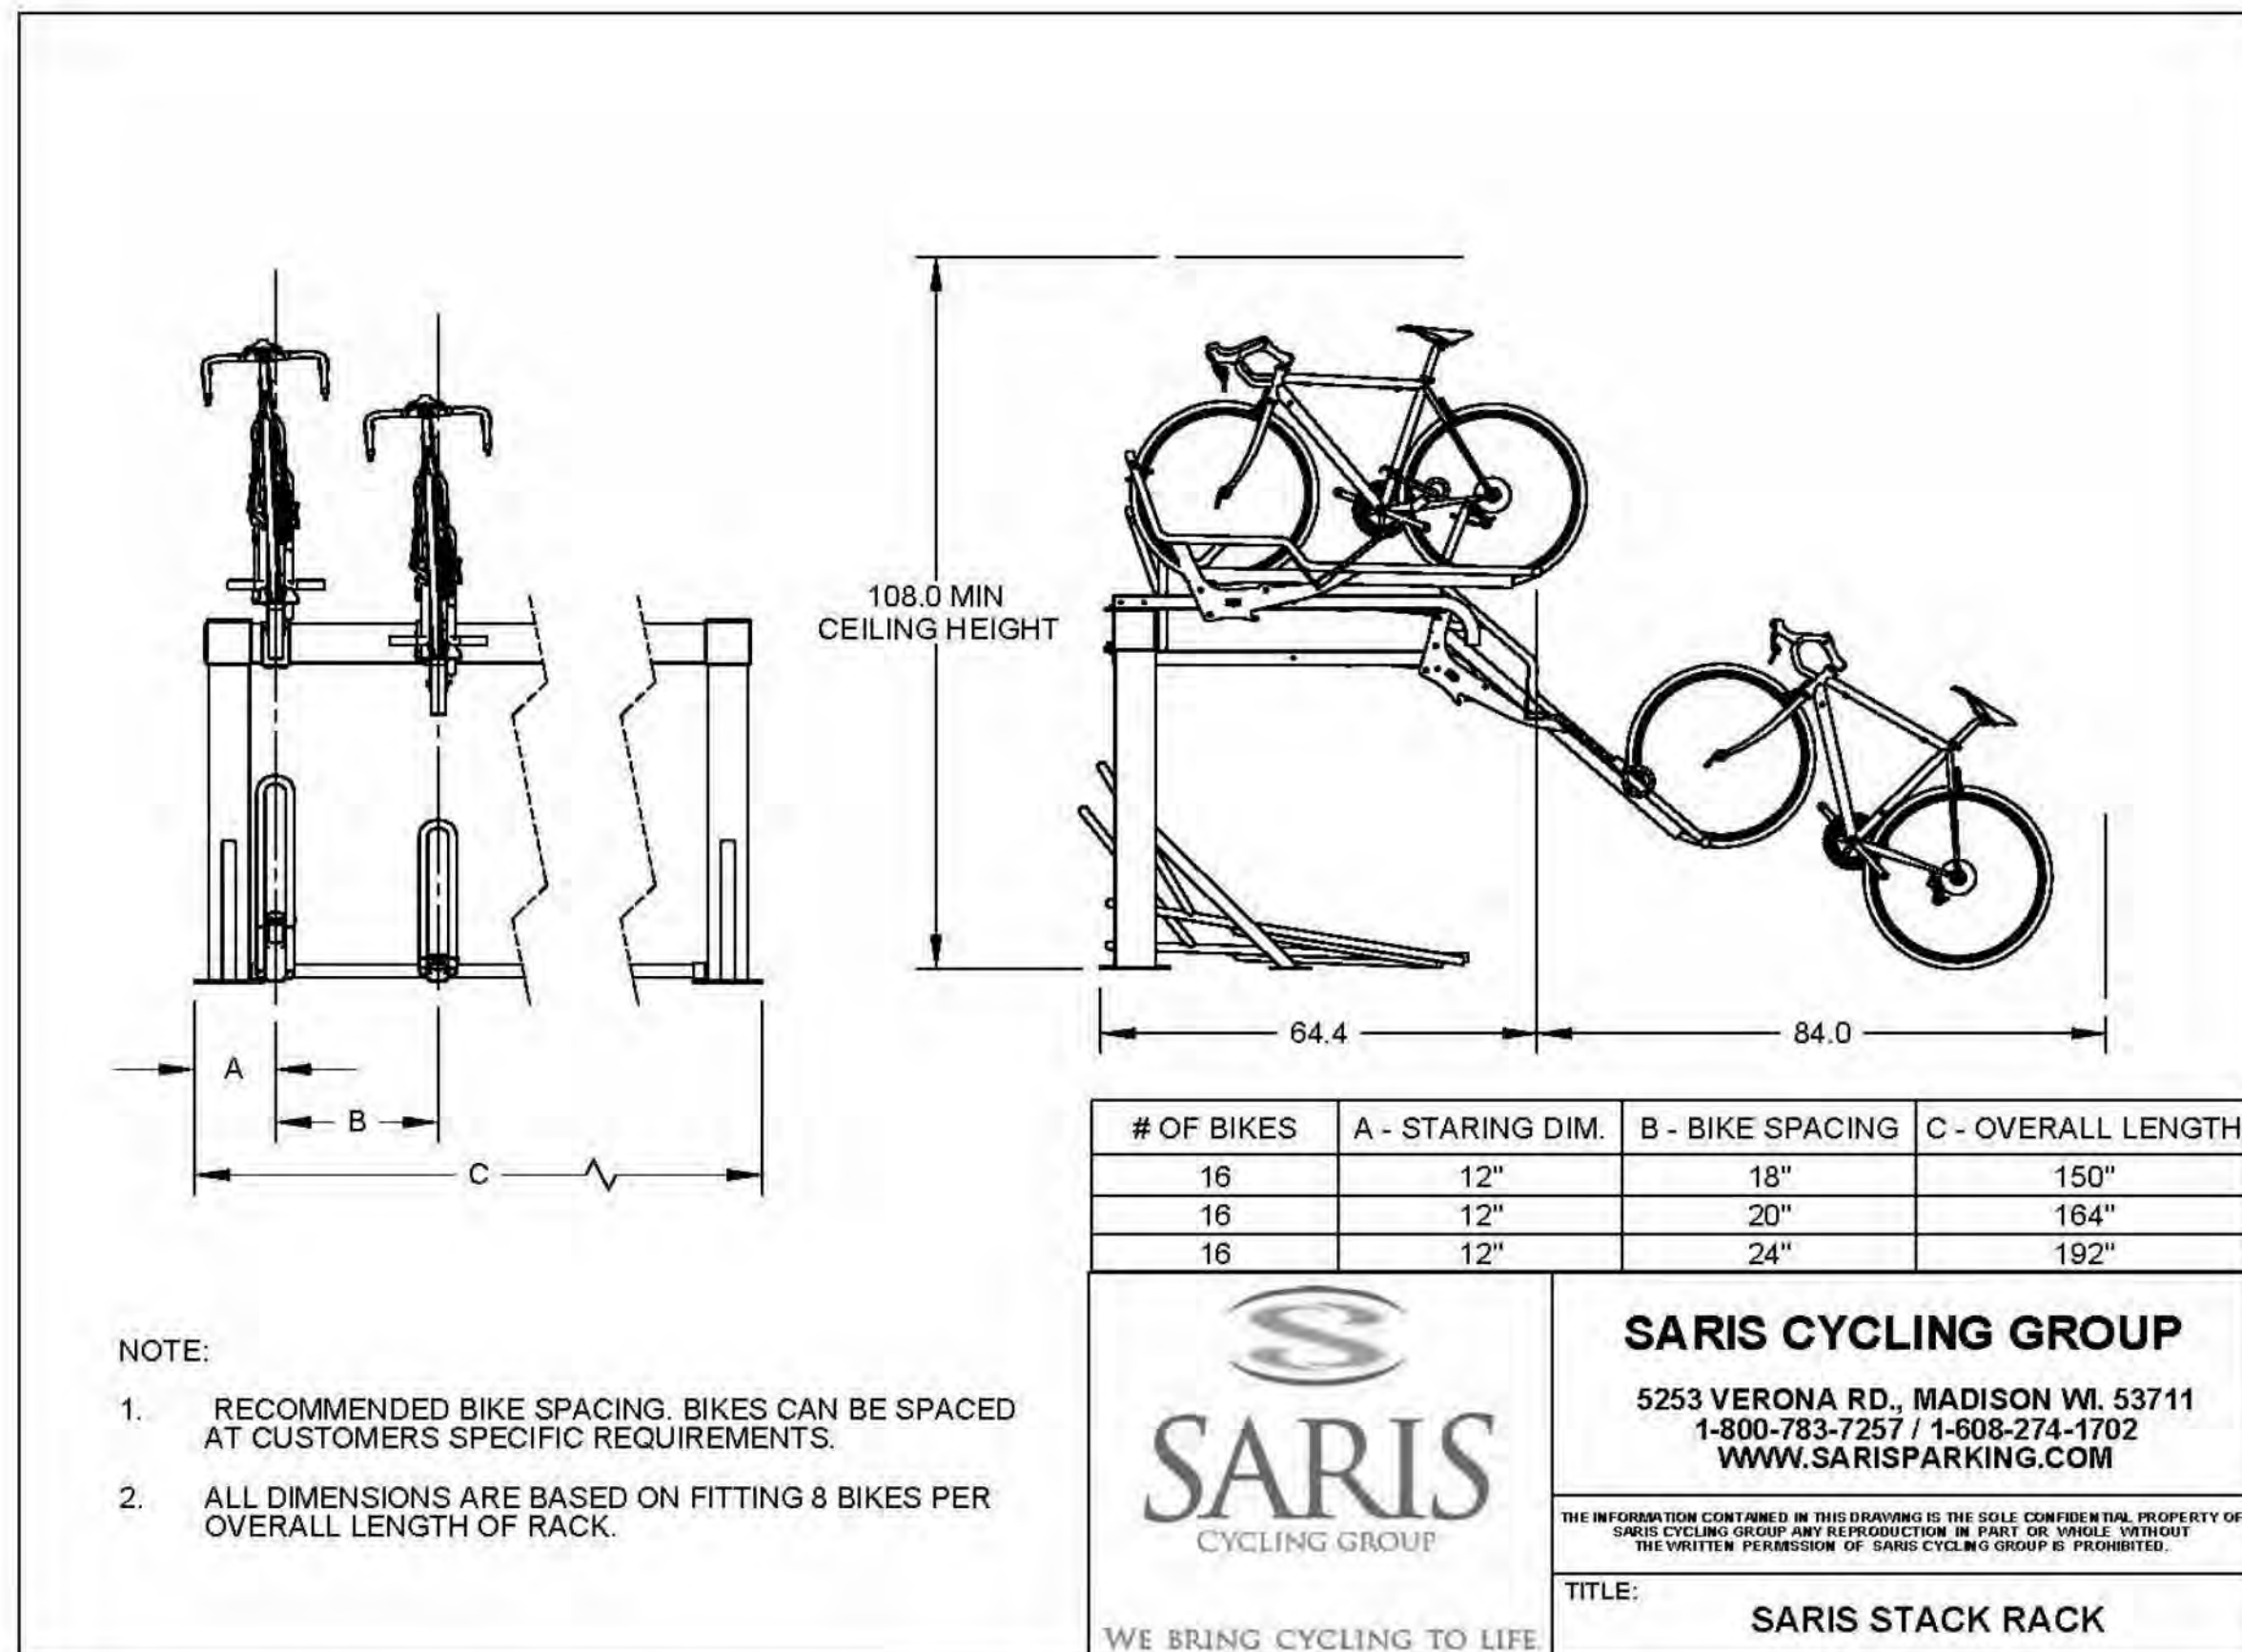 108.0 MIN
CEILING HEIGHT
64.4
84.0
A
B
C
# OF BIKES A - STARING DIM. B - BIKE SPACING C - OVERALL LENGTH
16 12" 18" 150"
16 12" 20" 164"
16 12" 24" 192"
NOTE:
1. RECOMMENDED BIKE SPACING. BIKES CAN BE SPACED
AT CUSTOMERS SPECIFIC REQUIREMENTS.
2. ALL DIMENSIONS ARE BASED ON FITTING 8 BIKES PER
OVERALL LENGTH OF RACK.
SARIS
CYCLING GROUP
WE BRING CYCLING TO LIFE
SARIS CYCLING GROUP
5253 VERONA RD., MADISON WI. 53711
1-800-783-7257 / 1-608-274-1702
WWW.SARISPARKING.COM
THE INFORMATION CONTAINED IN THIS DRAWING IS THE SOLE CONFIDENTIAL PROPERTY OF
SARIS CYCLING GROUP ANY REPRODUCTION IN PART OR WHOLE WITHOUT
THE WRITTEN PERMISSION OF SARIS CYCLING GROUP IS PROHIBITED.
TITLE:
SARIS STACK RACK